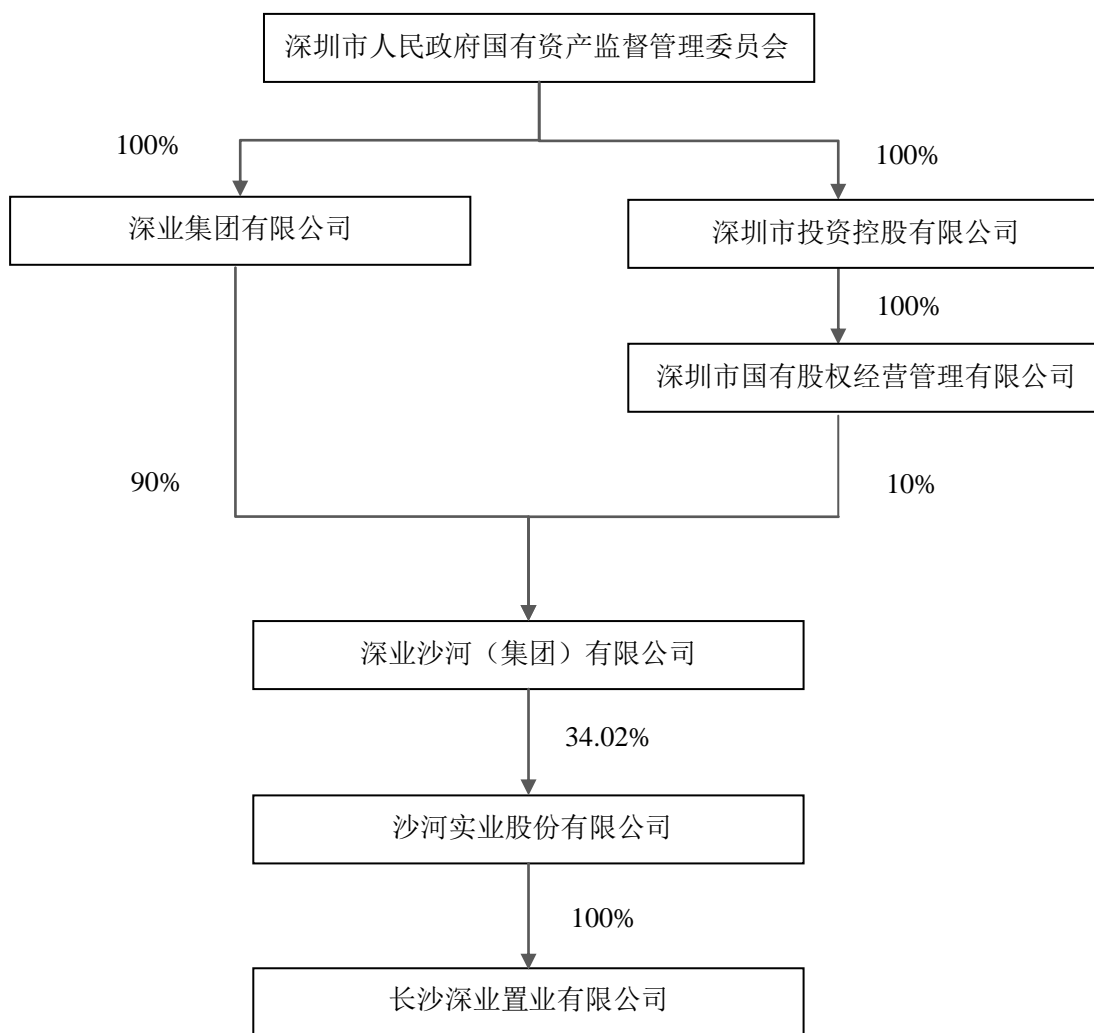 深圳市人民政府国有资产监督管理委员会
100%
100%
深业集团有限公司
深圳市投资控股有限公司
100%
深圳市国有股权经营管理有限公司
90%
10%
深业沙河（集团）有限公司
34.02%
沙河实业股份有限公司
100%
长沙深业置业有限公司